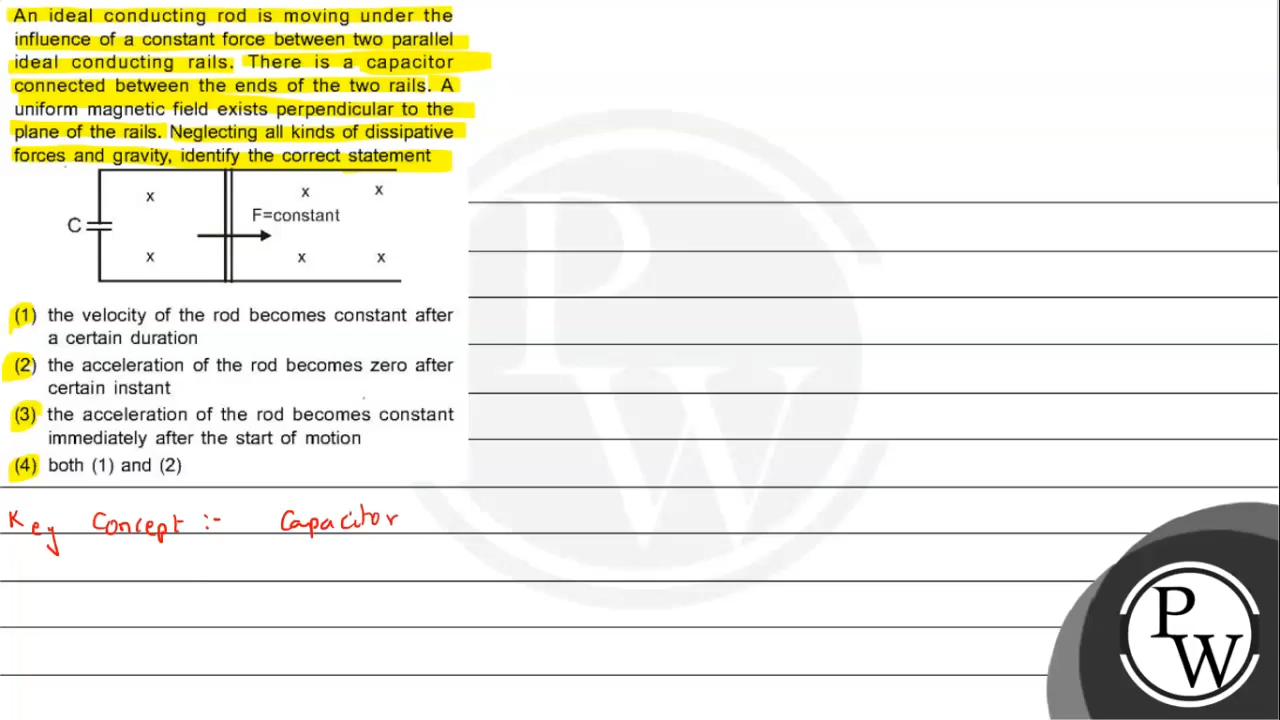 An ideal conducting rod is moving under the
influence of a constant force between two parallel
ideal conducting rails. There is a capacitor
connected between the ends of the two rails. A
uniform magnetic field exists perpendicular to the
plane of the rails. Neglecting all kinds of dissipative
forces and gravity, identify the correct statement
x x x
F=constant
C
x x x
(1) the velocity of the rod becomes constant after
a certain duration
(2) the acceleration of the rod becomes zero after
certain instant
(3) the acceleration of the rod becomes constant
immediately after the start of motion
(4) both (1) and (2)
Key Concept :- Capacitor
P
W
P
W